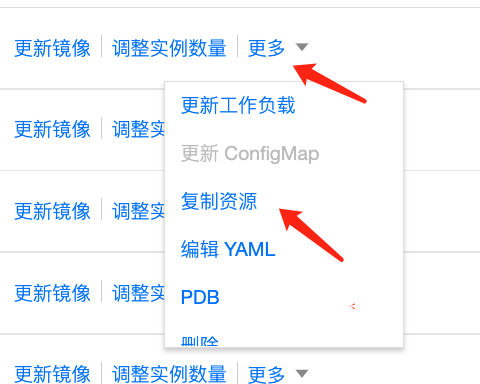 更新镜像 调整实例数量 更多
更新工作负载
更新镜像 调整实
更新 ConfigMap
更新镜像 调整实
复制资源
编辑 YAML
更新镜像 调整实
PDB
删除
更新镜像 调整实例数量 更多